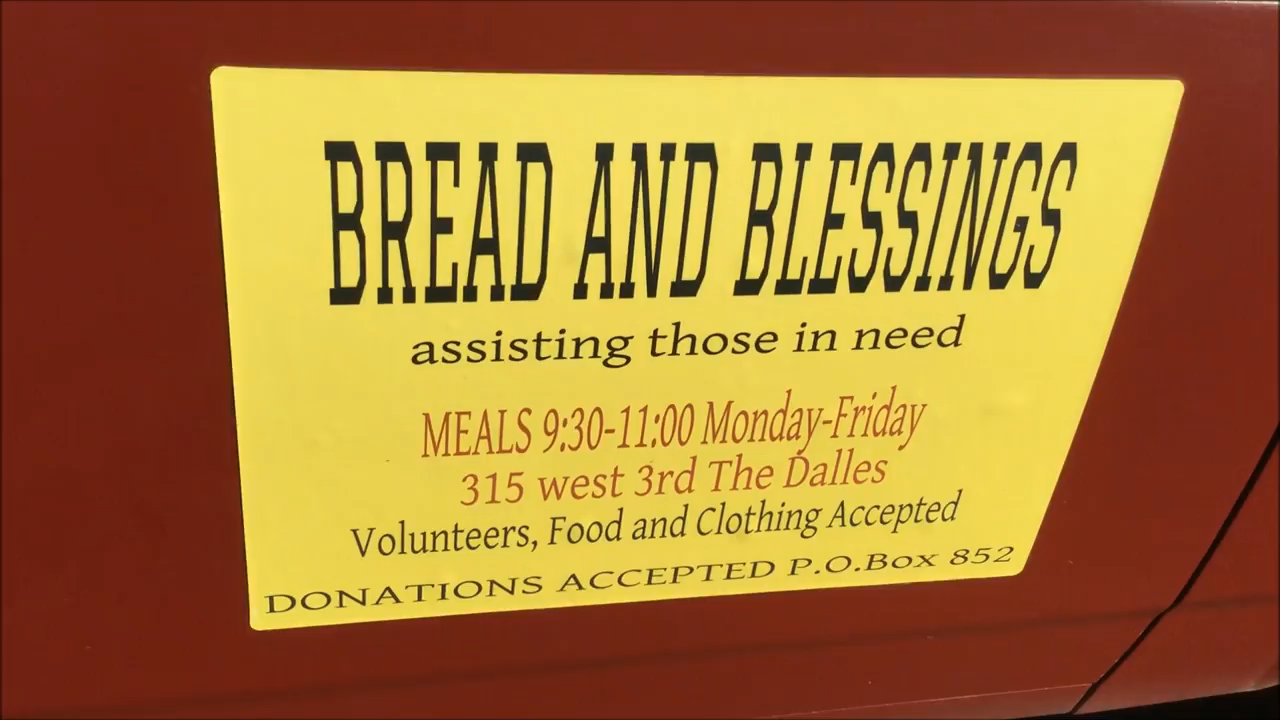 BREAD AND BLESSINGS
assisting those in need
MEALS 9:30-11:00 Monday-Friday
315 west 3rd The Dalles
Volunteers, Food and Clothing Accepted
DONATIONS ACCEPTED P.O.Box 852